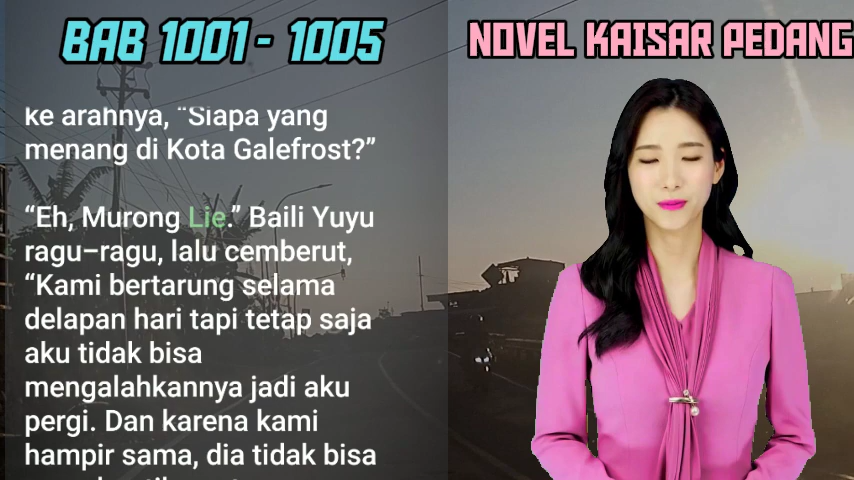 BAB 1001 - 1005
NOVEL KAISAR PEDANG
ke arahnya, “Siapa yang
menang di Kota Galefrost?”
“Eh, Murong Lie.” Baili Yuyu
ragu–ragu, lalu cemberut,
“Kami bertarung selama
delapan hari tapi tetap saja
aku tidak bisa
mengalahkannya jadi aku
pergi. Dan karena kami
hampir sama, dia tidak bisa